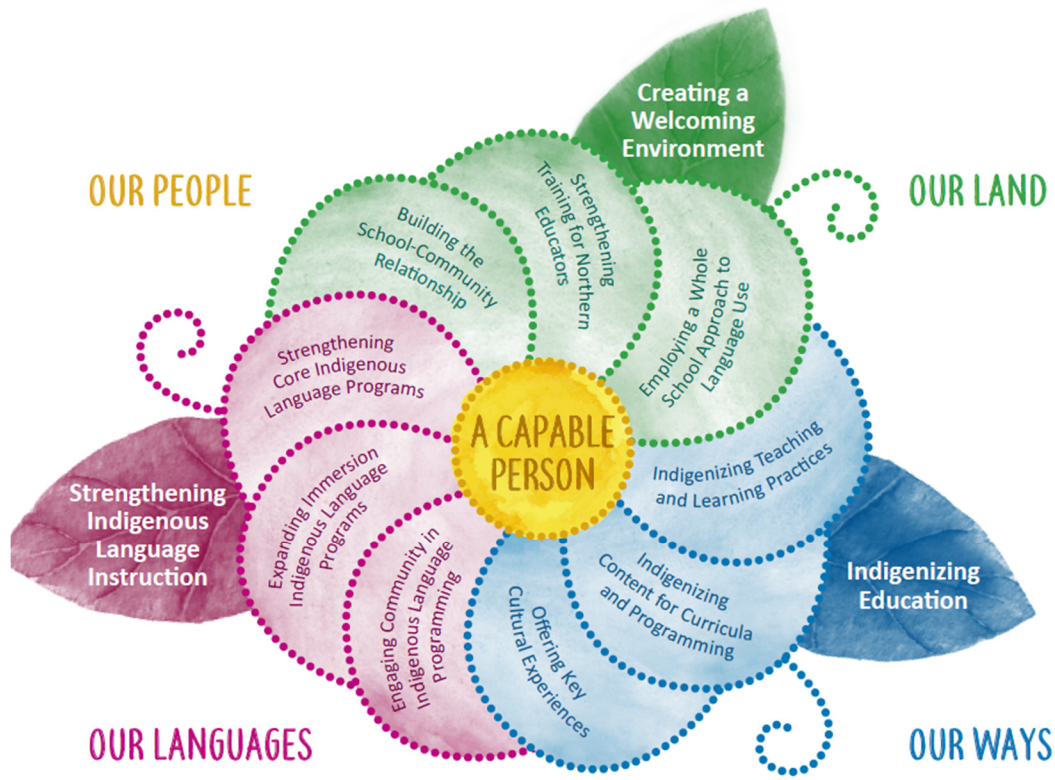 Creating a
Welcoming
Environment
OUR PEOPLE
OUR LAND
Building the
School-Community
Relationship
Strengthening
Training for Northern
Educators
Employing a Whole
School Approach to
Language Use
Strengthening
Core Indigenous
Language Programs
A CAPABLE
PERSON
Indigenizing Teaching
and Learning Practices
Strengthening
Indigenous
Language
Instruction
Expanding Immersion
Indigenous Language
Programs
Engaging Community in
Indigenous Language
Programming
Offering Key
Cultural Experiences
Indigenizing
Content for Curricula
and Programming
Indigenizing
Education
OUR LANGUAGES
OUR WAYS